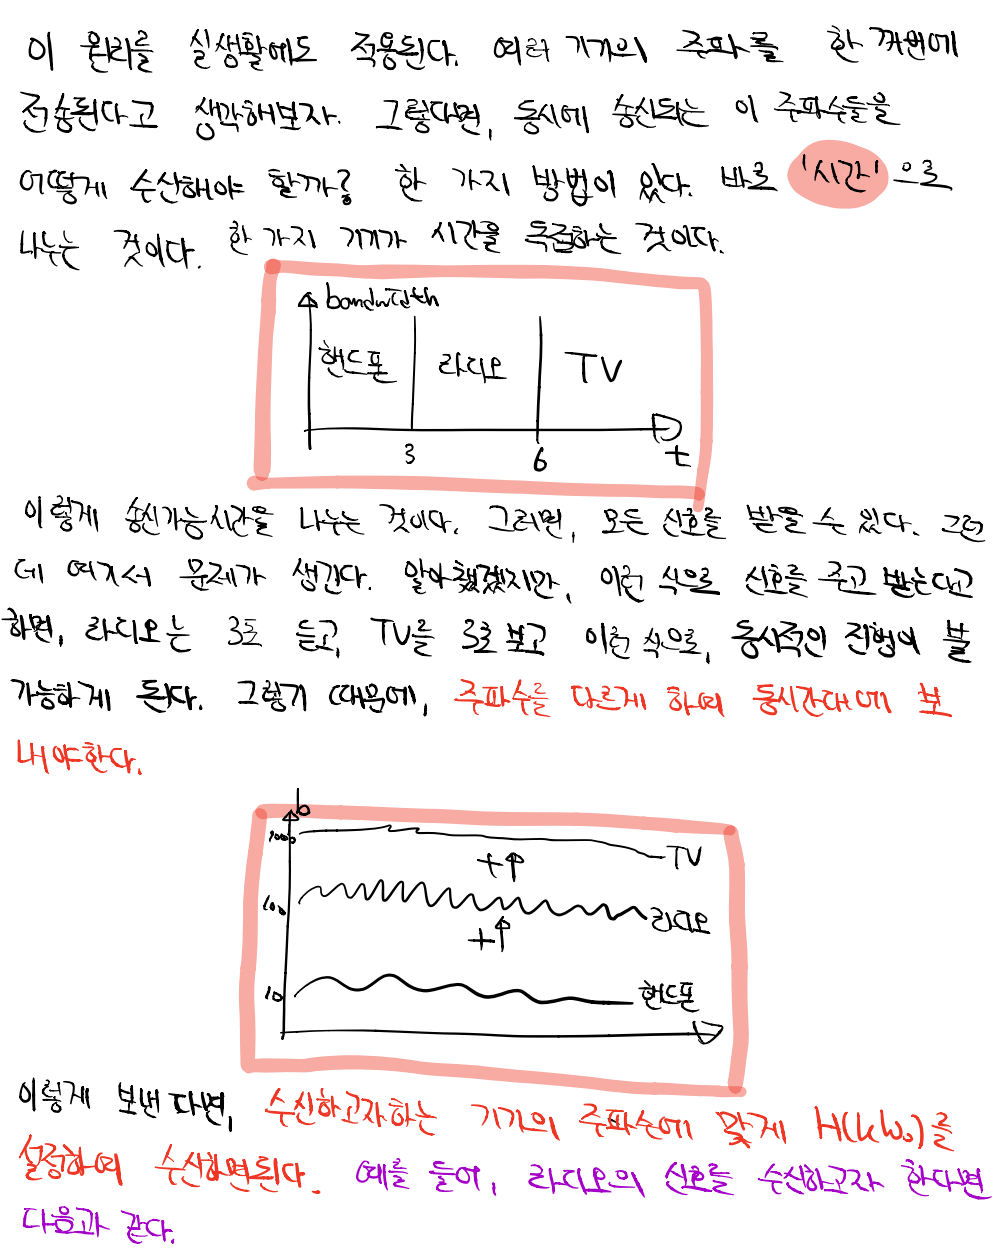 이 원리를 실생활에도 적용된다. 여러 기기의 주파를 한꺼번에
전송된다고 생각해보자. 그렇다면, 동시에 송신되는 이 주파수들을
어떻게 수신해야 할까? 한 가지 방법이 있다. 바로 '시간'으로
나누는 것이다. 한가지 기기가 시간을 독점하는 것이다.
bandwidth
핸드폰 라디오 TV
3 6 t
이렇게 송신가능시간을 나누는 것이다. 그러면, 모든 신호를 받을 수 있다. 그런
데 여기서 문제가 생긴다. 알아챘겠지만, 이런 식으로 신호를 주고 받는다고
하면, 라디오는 3초 듣고, TV를 3초 보고 이런 식으로, 동시적인 진행이 불
가능하게 된다. 그렇기 때문에, 주파수를 다르게 하여 동시간대에 보
내야한다.
b
1000 TV
+↑
100 라디오
+↑
10 핸드폰
이렇게 보낸다면, 수신하고자하는 기기의 주파수에 맞게 H(kω₀)를
설정하여 수신하면된다. 예를 들어, 라디오의 신호를 수신하고자 한다면
다음과 같다.